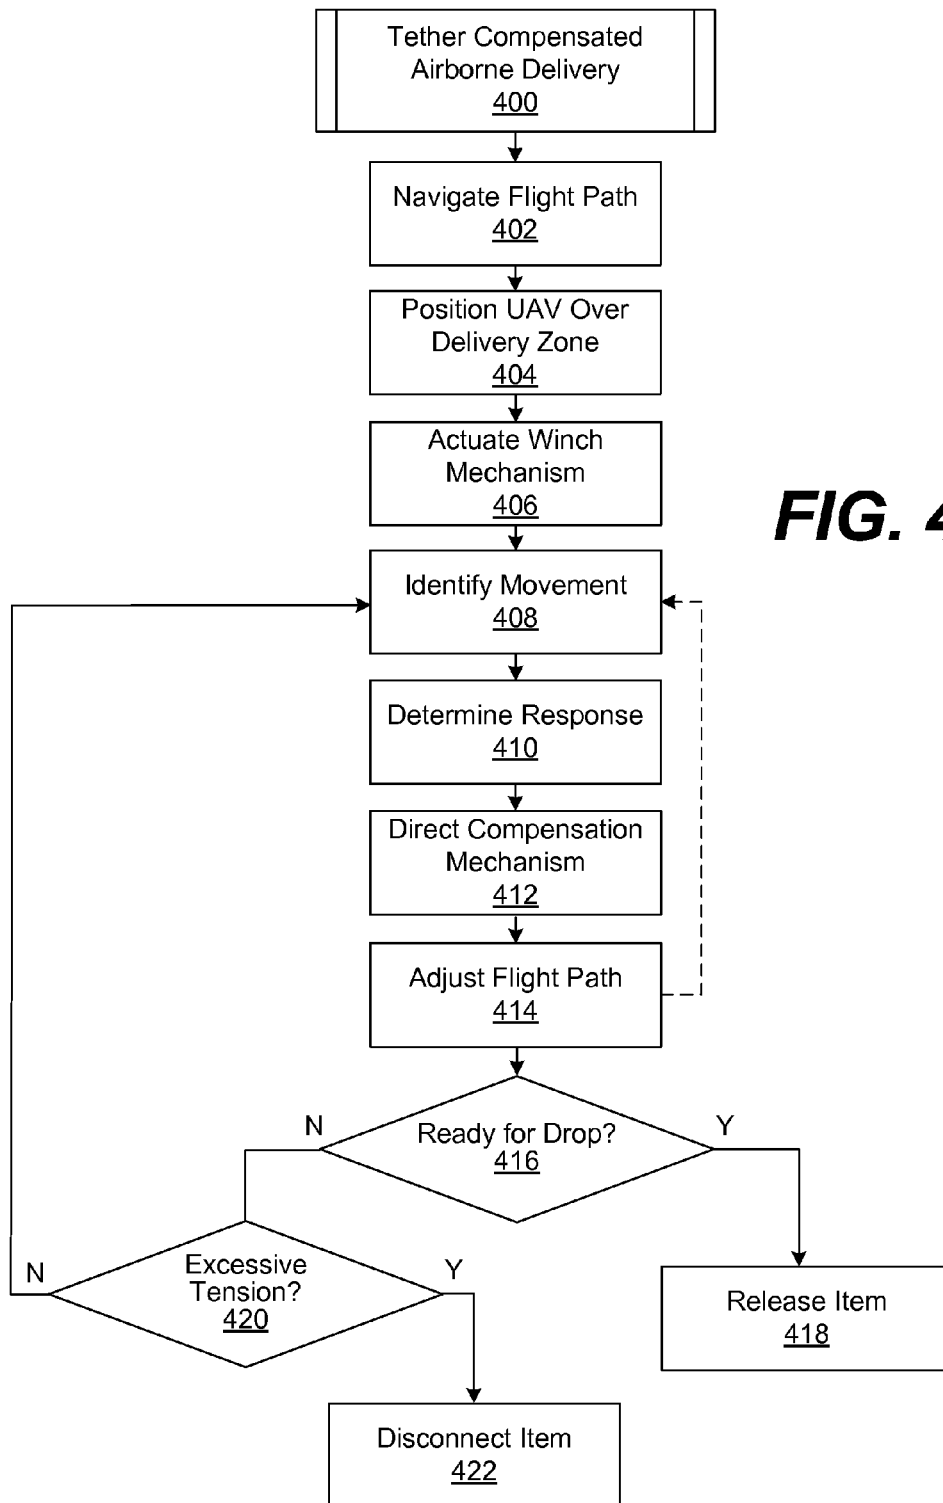 Tether Compensated
Airborne Delivery
400
Navigate Flight Path
402
Position UAV Over
Delivery Zone
404
Actuate Winch
Mechanism
406
FIG. 4
Identify Movement
408
Determine Response
410
Direct Compensation
Mechanism
412
Adjust Flight Path
414
N
Y
Ready for Drop?
416
N
Y
Excessive
Tension?
420
Release Item
418
Disconnect Item
422